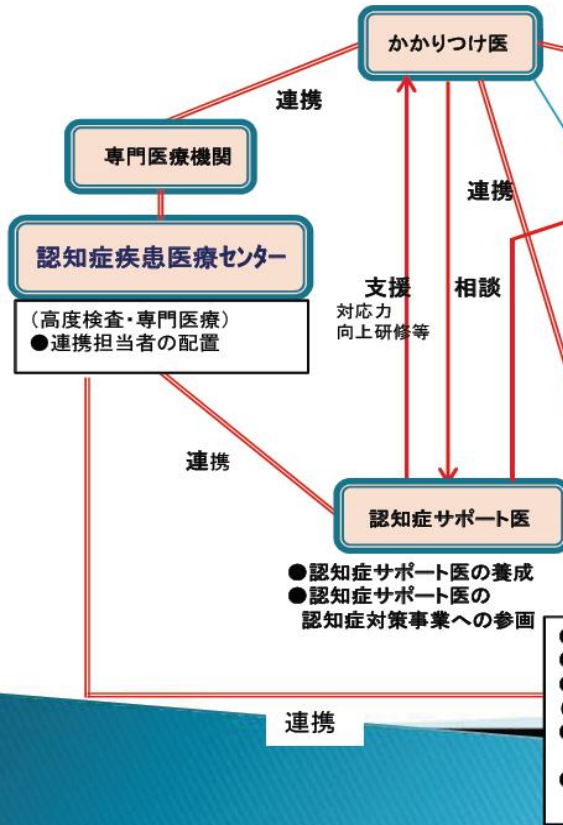 かかりつけ医
連携
専門医療機関
連携
認知症疾患医療センター
支援
相談
対応力
向上研修等
(高度検査・専門医療)
●連携担当者の配置
連携
認知症サポート医
●認知症サポート医の養成
●認知症サポート医の
認知症対策事業への参画
連携